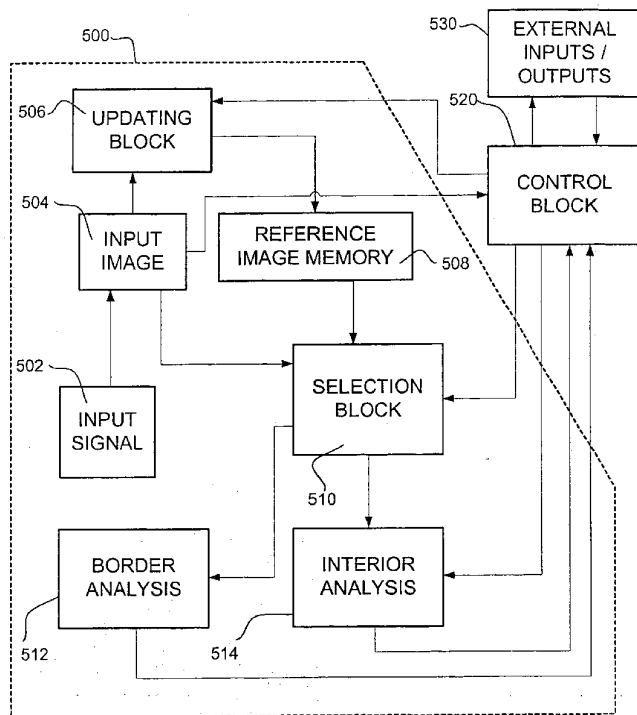 500
530
EXTERNAL
INPUTS /
OUTPUTS
506
UPDATING
BLOCK
520
CONTROL
BLOCK
504
INPUT
IMAGE
REFERENCE
IMAGE MEMORY
508
502
INPUT
SIGNAL
SELECTION
BLOCK
510
BORDER
ANALYSIS
512
INTERIOR
ANALYSIS
514